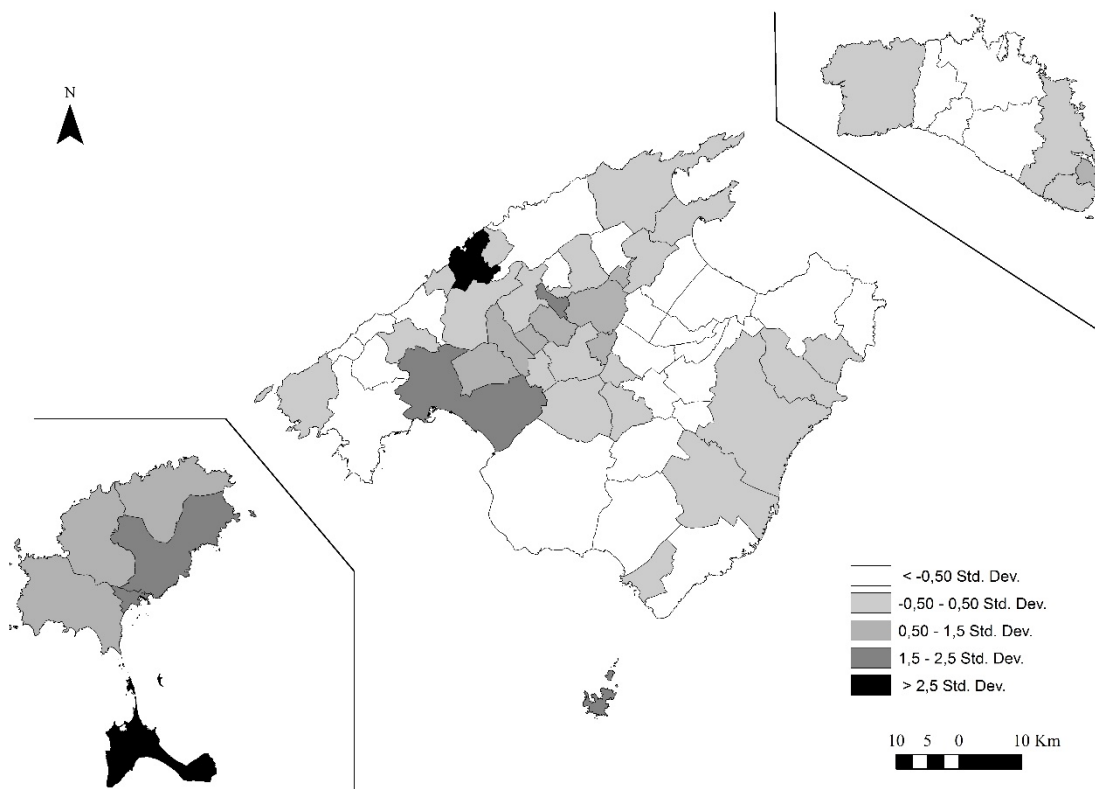 N
< -0,50 Std. Dev.
-0,50 - 0,50 Std. Dev.
0,50 - 1,5 Std. Dev.
1,5 - 2,5 Std. Dev.
> 2,5 Std. Dev.
10 5 0 10 Km